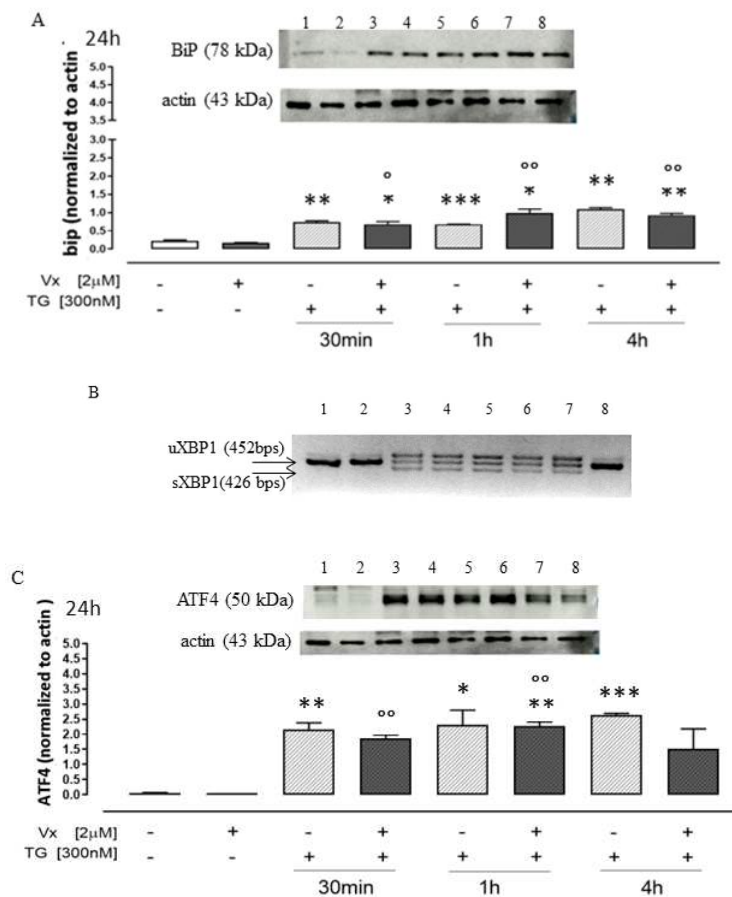 A
24h
1 2 3 4 5 6 7 8
BiP (78 kDa)
actin (43 kDa)
bip (normalized to actin)
5.0
4.5
4.0
3.5
3.0
2.5
2.0
1.5
1.0
0.5
0.0
** ° * *** °° * ** °° **
Vx [2µM] - + - + - + - +
TG [300nM] - - + + + + + +
30min 1h 4h
B
1 2 3 4 5 6 7 8
uXBP1 (452bps)
sXBP1(426 bps)
C
24h
1 2 3 4 5 6 7 8
ATF4 (50 kDa)
actin (43 kDa)
ATF4 (normalized to actin )
5.0
4.5
4.0
3.5
3.0
2.5
2.0
1.5
1.0
0.5
0.0
** °° * °° ** ***
Vx [2µM] - + - + - + - +
TG [300nM] - - + + + + + +
30min 1h 4h